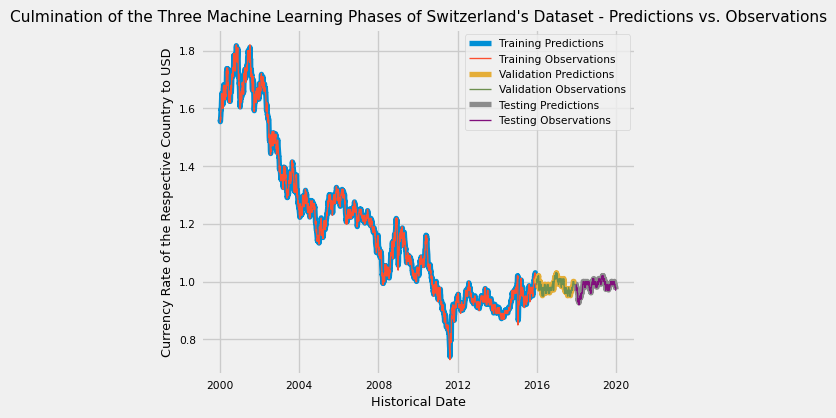 Culmination of the Three Machine Learning Phases of Switzerland's Dataset - Predictions vs. Observations
Training Predictions
Training Observations
Validation Predictions
Validation Observations
Testing Predictions
Testing Observations
Currency Rate of the Respective Country to USD
1.8
1.6
1.4
1.2
1.0
0.8
2000
2004
2008
2012
2016
2020
Historical Date